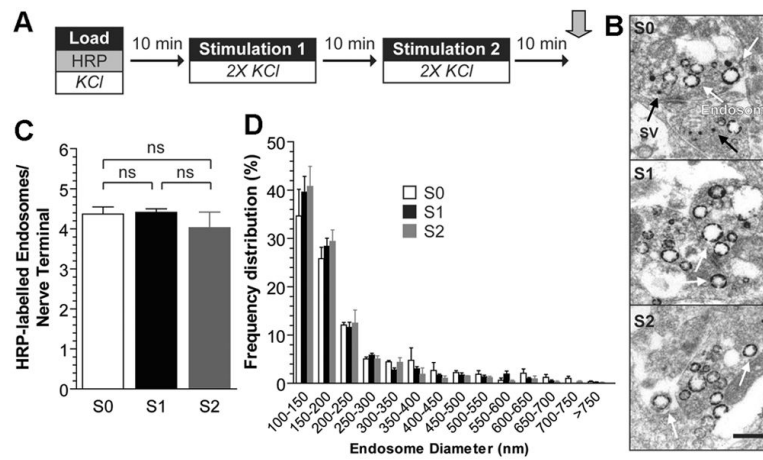 A
Load
HRP
KCl
10 min
Stimulation 1
2X KCl
10 min
Stimulation 2
2X KCl
10 min
B
S0
Endosom
SV
S1
S2
C
HRP-labelled Endosomes/
Nerve Terminal
6
5
4
3
2
1
0
ns
ns
ns
S0
S1
S2
D
Frequency distribution (%)
50
40
30
20
10
0
S0
S1
S2
100-150
150-200
200-250
250-300
300-350
350-400
400-450
450-500
500-550
550-600
600-650
650-700
700-750
>750
Endosome Diameter (nm)